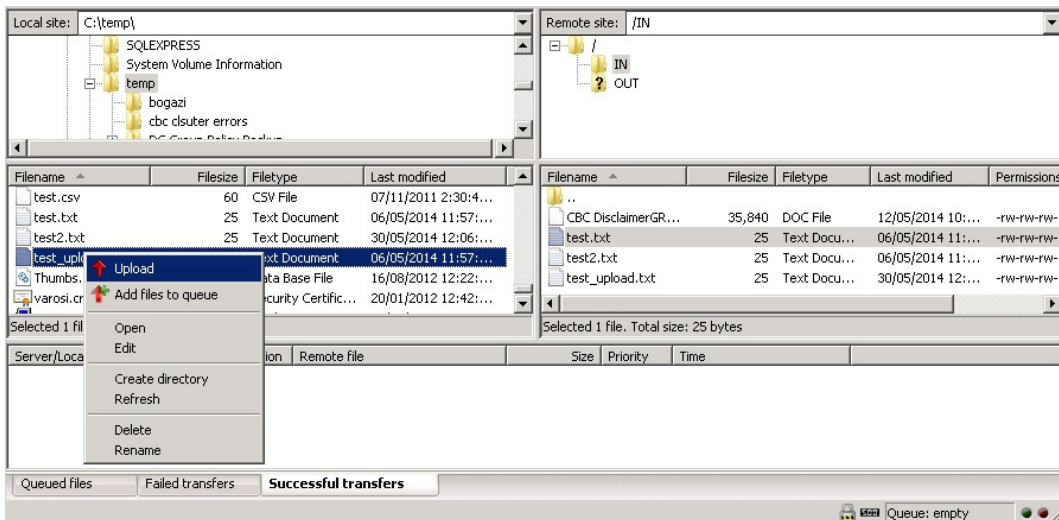 Local site: C:\temp\
SQLEXPRESS
System Volume Information
temp
bogazi
cbc clsuter errors
DC Group Policy Backup
Remote site: /IN
/
IN
? OUT
Filename Filesize Filetype Last modified
test.csv 60 CSV File 07/11/2011 2:30:4...
test.txt 25 Text Document 06/05/2014 11:57:...
test2.txt 25 Text Document 30/05/2014 12:06:...
test_uplo ext Document 06/05/2014 11:57:...
Thumbs. ata Base File 16/08/2012 12:22:...
varosi.cr ecurity Certific... 20/01/2012 12:42:...
Selected 1 fil
Upload
Add files to queue
Open
Edit
Create directory
Refresh
Delete
Rename
Filename Filesize Filetype Last modified Permissions
..
CBC DisclaimerGR... 35,840 DOC File 12/05/2014 10:... -rw-rw-rw-
test.txt 25 Text Docu... 06/05/2014 11:... -rw-rw-rw-
test2.txt 25 Text Docu... 06/05/2014 11:... -rw-rw-rw-
test_upload.txt 25 Text Docu... 30/05/2014 12:... -rw-rw-rw-
Selected 1 file. Total size: 25 bytes
Server/Loca ion Remote file Size Priority Time
Queued files Failed transfers Successful transfers
Queue: empty